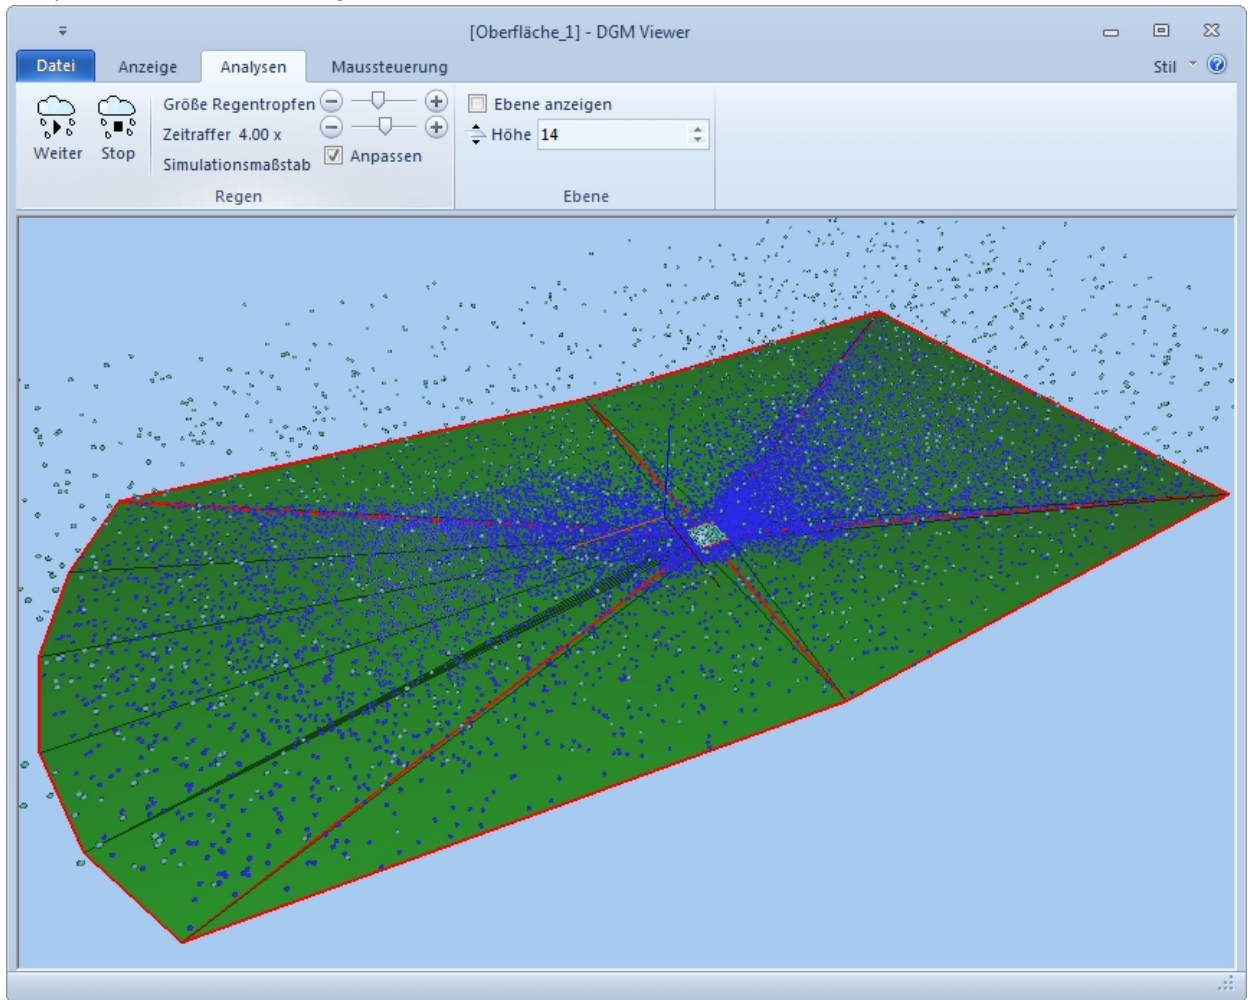 [Oberfläche_1] - DGM Viewer
Datei Anzeige Analysen Maussteuerung Stil
Größe Regentropfen
Zeitraffer 4.00 x
Simulationsmaßstab Anpassen
Weiter Stop
Regen
Ebene anzeigen
Höhe 14
Ebene